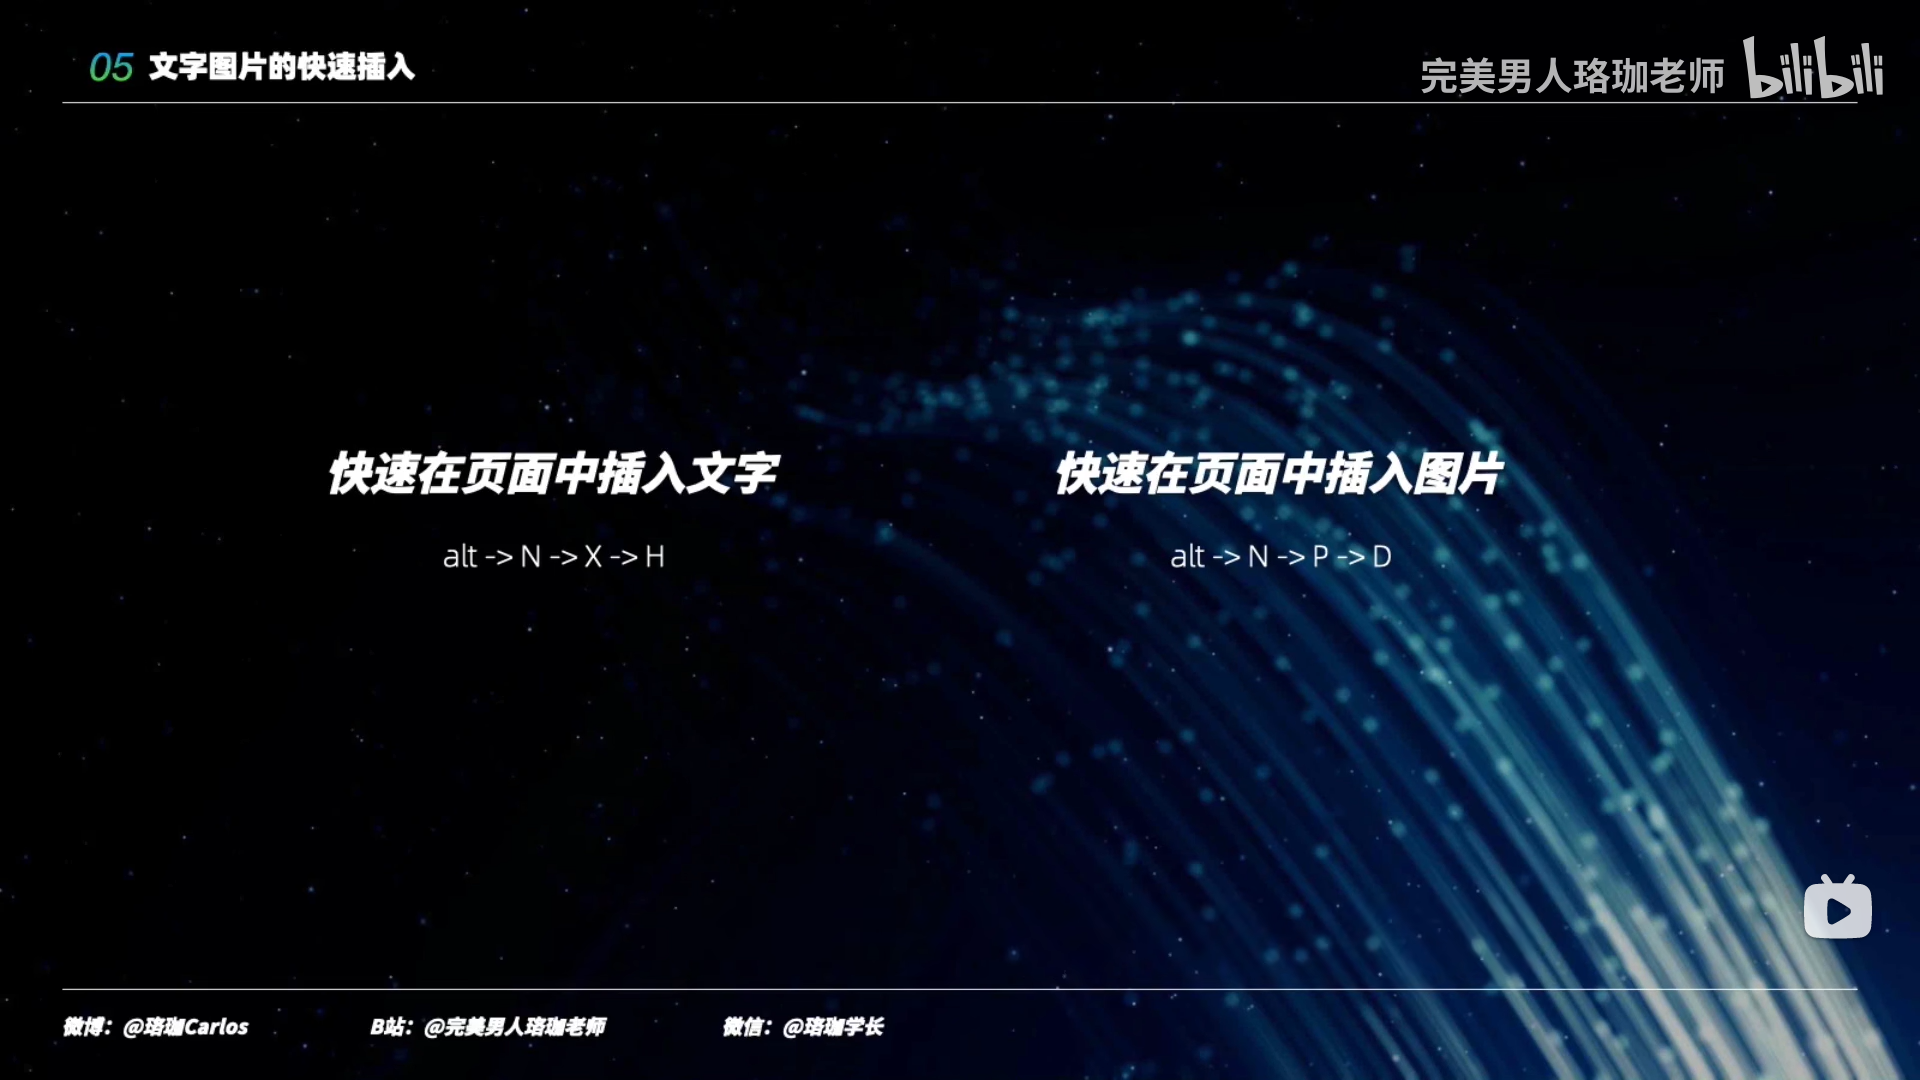 05 文字图片的快速插入
完美男人珞珈老师 bilibili
快速在页面中插入文字
alt -> N -> X -> H
快速在页面中插入图片
alt -> N -> P -> D
微博：@珞珈Carlos
B站：@完美男人珞珈老师
微信：@珞珈学长